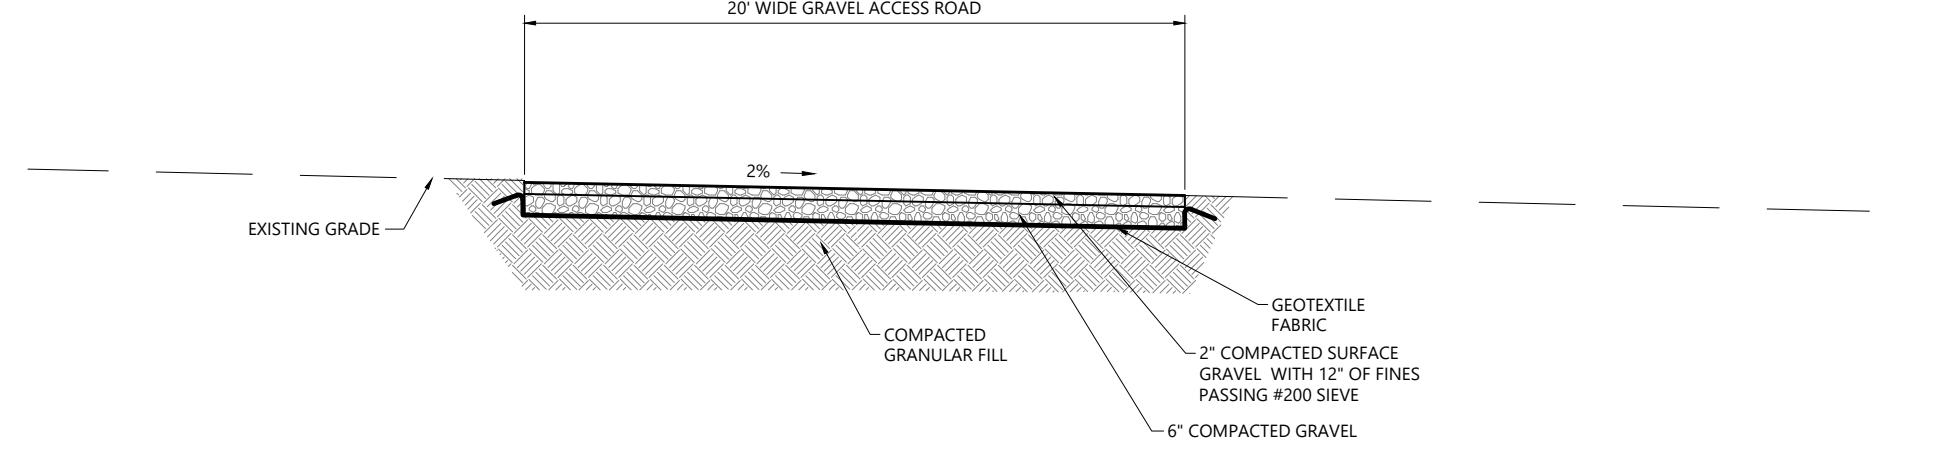 20' WIDE GRAVEL ACCESS ROAD
2%
EXISTING GRADE
GEOTEXTILE
FABRIC
COMPACTED
GRANULAR FILL
2" COMPACTED SURFACE
GRAVEL WITH 12" OF FINES
PASSING #200 SIEVE
6" COMPACTED GRAVEL